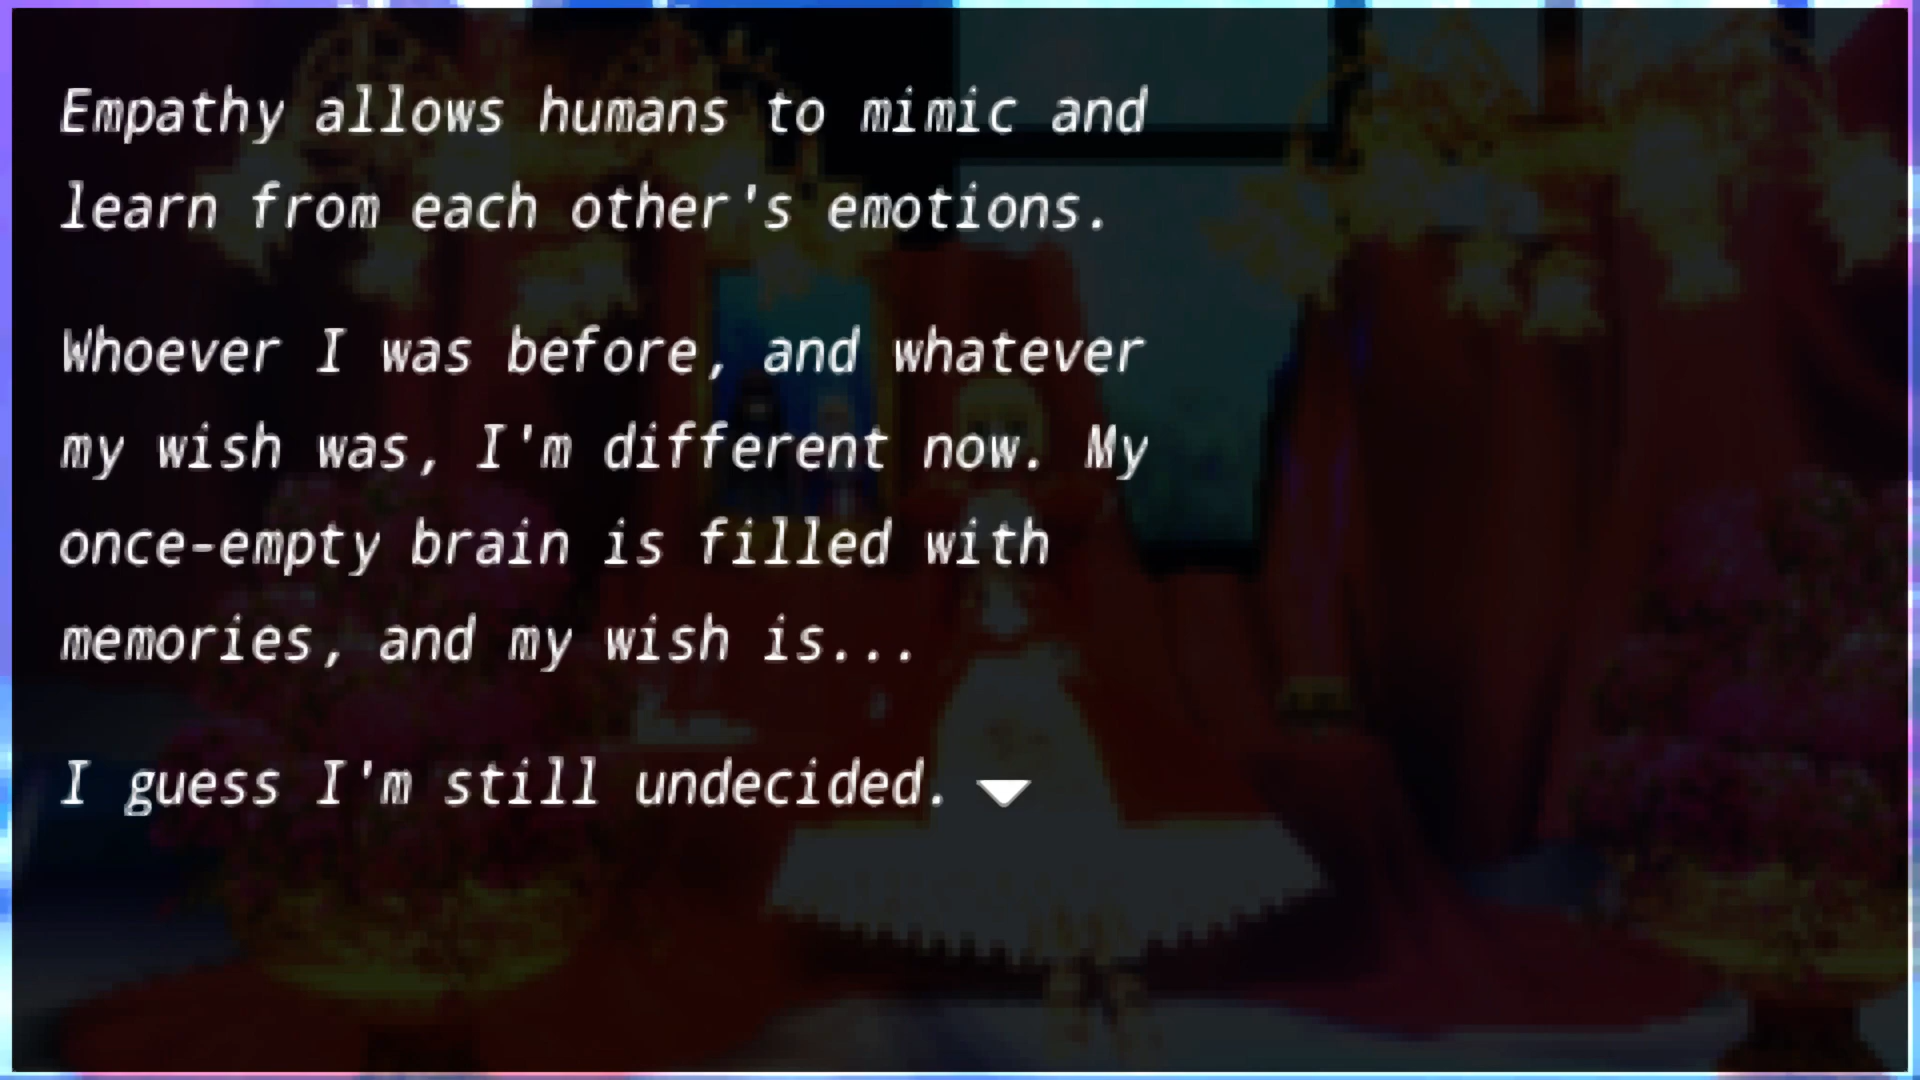 Empathy allows humans to mimic and
learn from each other's emotions.
Whoever I was before, and whatever
my wish was, I'm different now. My
once-empty brain is filled with
memories, and my wish is...
I guess I'm still undecided.